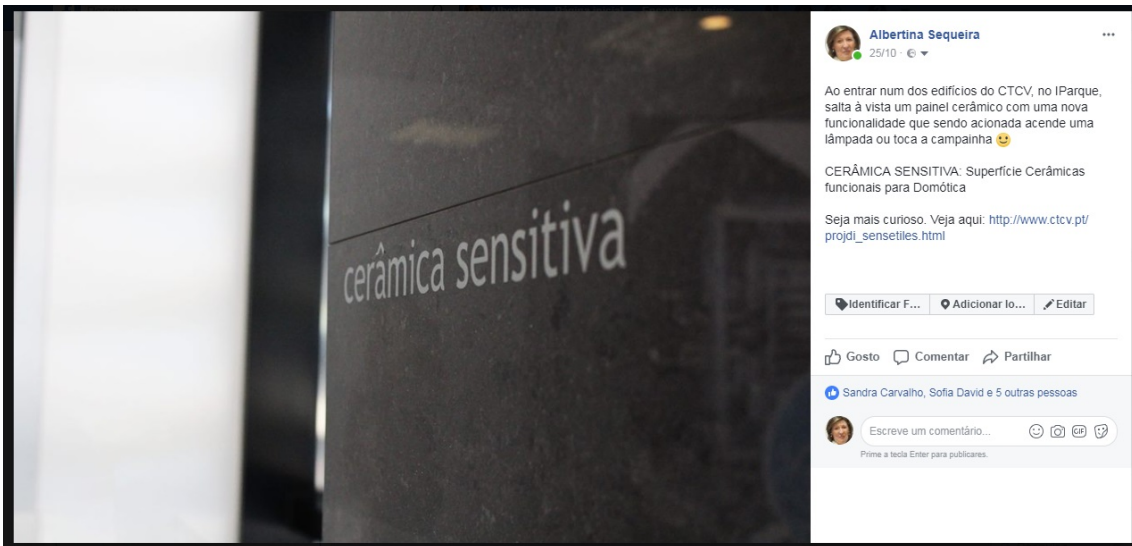 cerâmica sensitiva
Albertina Sequeira
25/10
Ao entrar num dos edifícios do CTCV, no IParque,
salta à vista um painel cerâmico com uma nova
funcionalidade que sendo acionada acende uma
lâmpada ou toca a campainha
CERÂMICA SENSITIVA: Superfície Cerâmicas
funcionais para Domótica
Seja mais curioso. Veja aqui: http://www.ctcv.pt/
projdi_sensetiles.html
Identificar F... Adicionar lo... Editar
Gosto Comentar Partilhar
Sandra Carvalho, Sofia David e 5 outras pessoas
Escreve um comentário... GIF
Prime a tecla Enter para publicares.